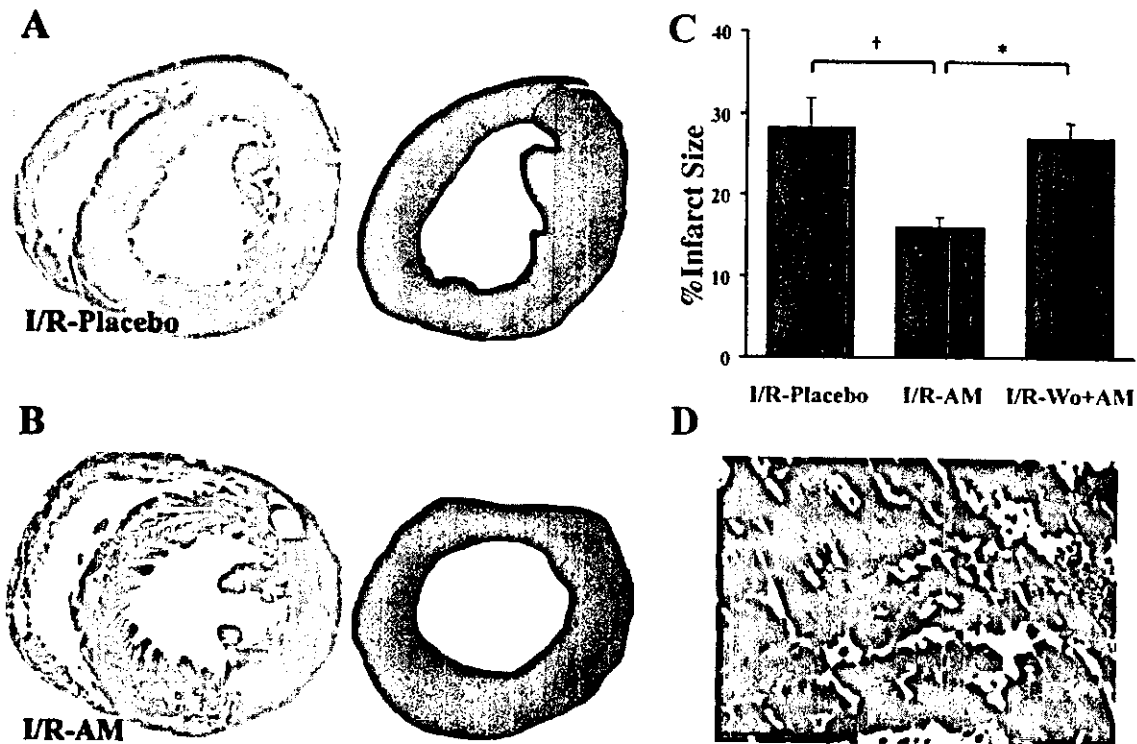 A
I/R-Placebo
B
I/R-AM
C
40
30
20
10
0
%Infarct Size
†
*
I/R-Placebo I/R-AM I/R-Wo+AM
D